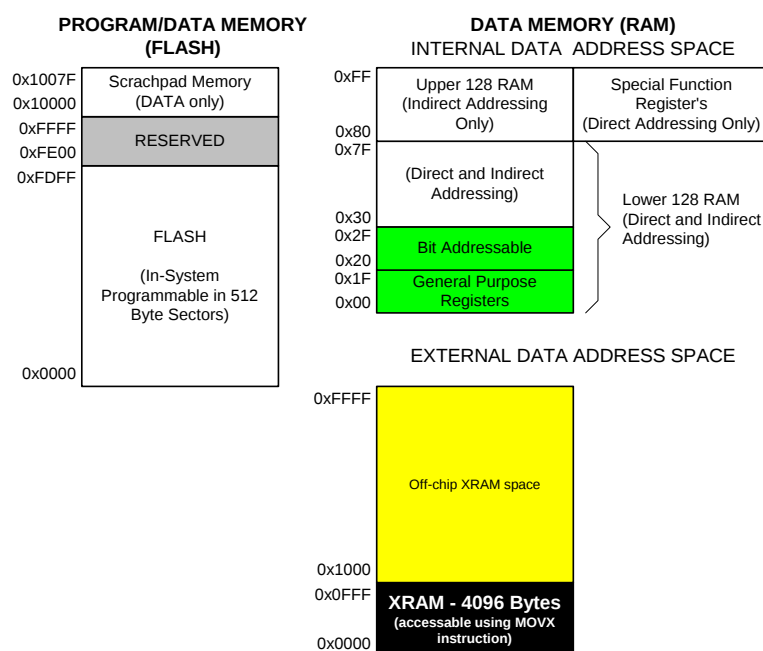 PROGRAM/DATA MEMORY
(FLASH)
0x1007F
0x10000
Scrachpad Memory
(DATA only)
0xFFFF
0xFE00
RESERVED
0xFDFF
FLASH
(In-System
Programmable in 512
Byte Sectors)
0x0000
DATA MEMORY (RAM)
INTERNAL DATA ADDRESS SPACE
0xFF
0x80
Upper 128 RAM
(Indirect Addressing
Only)
Special Function
Register's
(Direct Addressing Only)
0x7F
(Direct and Indirect
Addressing)
0x30
Lower 128 RAM
(Direct and Indirect
Addressing)
0x2F
0x20
Bit Addressable
0x1F
0x00
General Purpose
Registers
EXTERNAL DATA ADDRESS SPACE
0xFFFF
Off-chip XRAM space
0x1000
0x0FFF
XRAM - 4096 Bytes
(accessable using MOVX
instruction)
0x0000